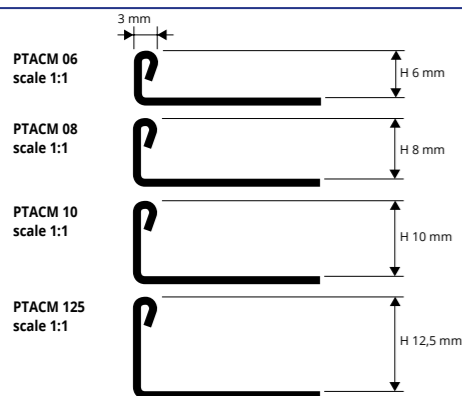 3 mm
PTACM 06
scale 1:1
H 6 mm
PTACM 08
scale 1:1
H 8 mm
PTACM 10
scale 1:1
H 10 mm
PTACM 125
scale 1:1
H 12,5 mm